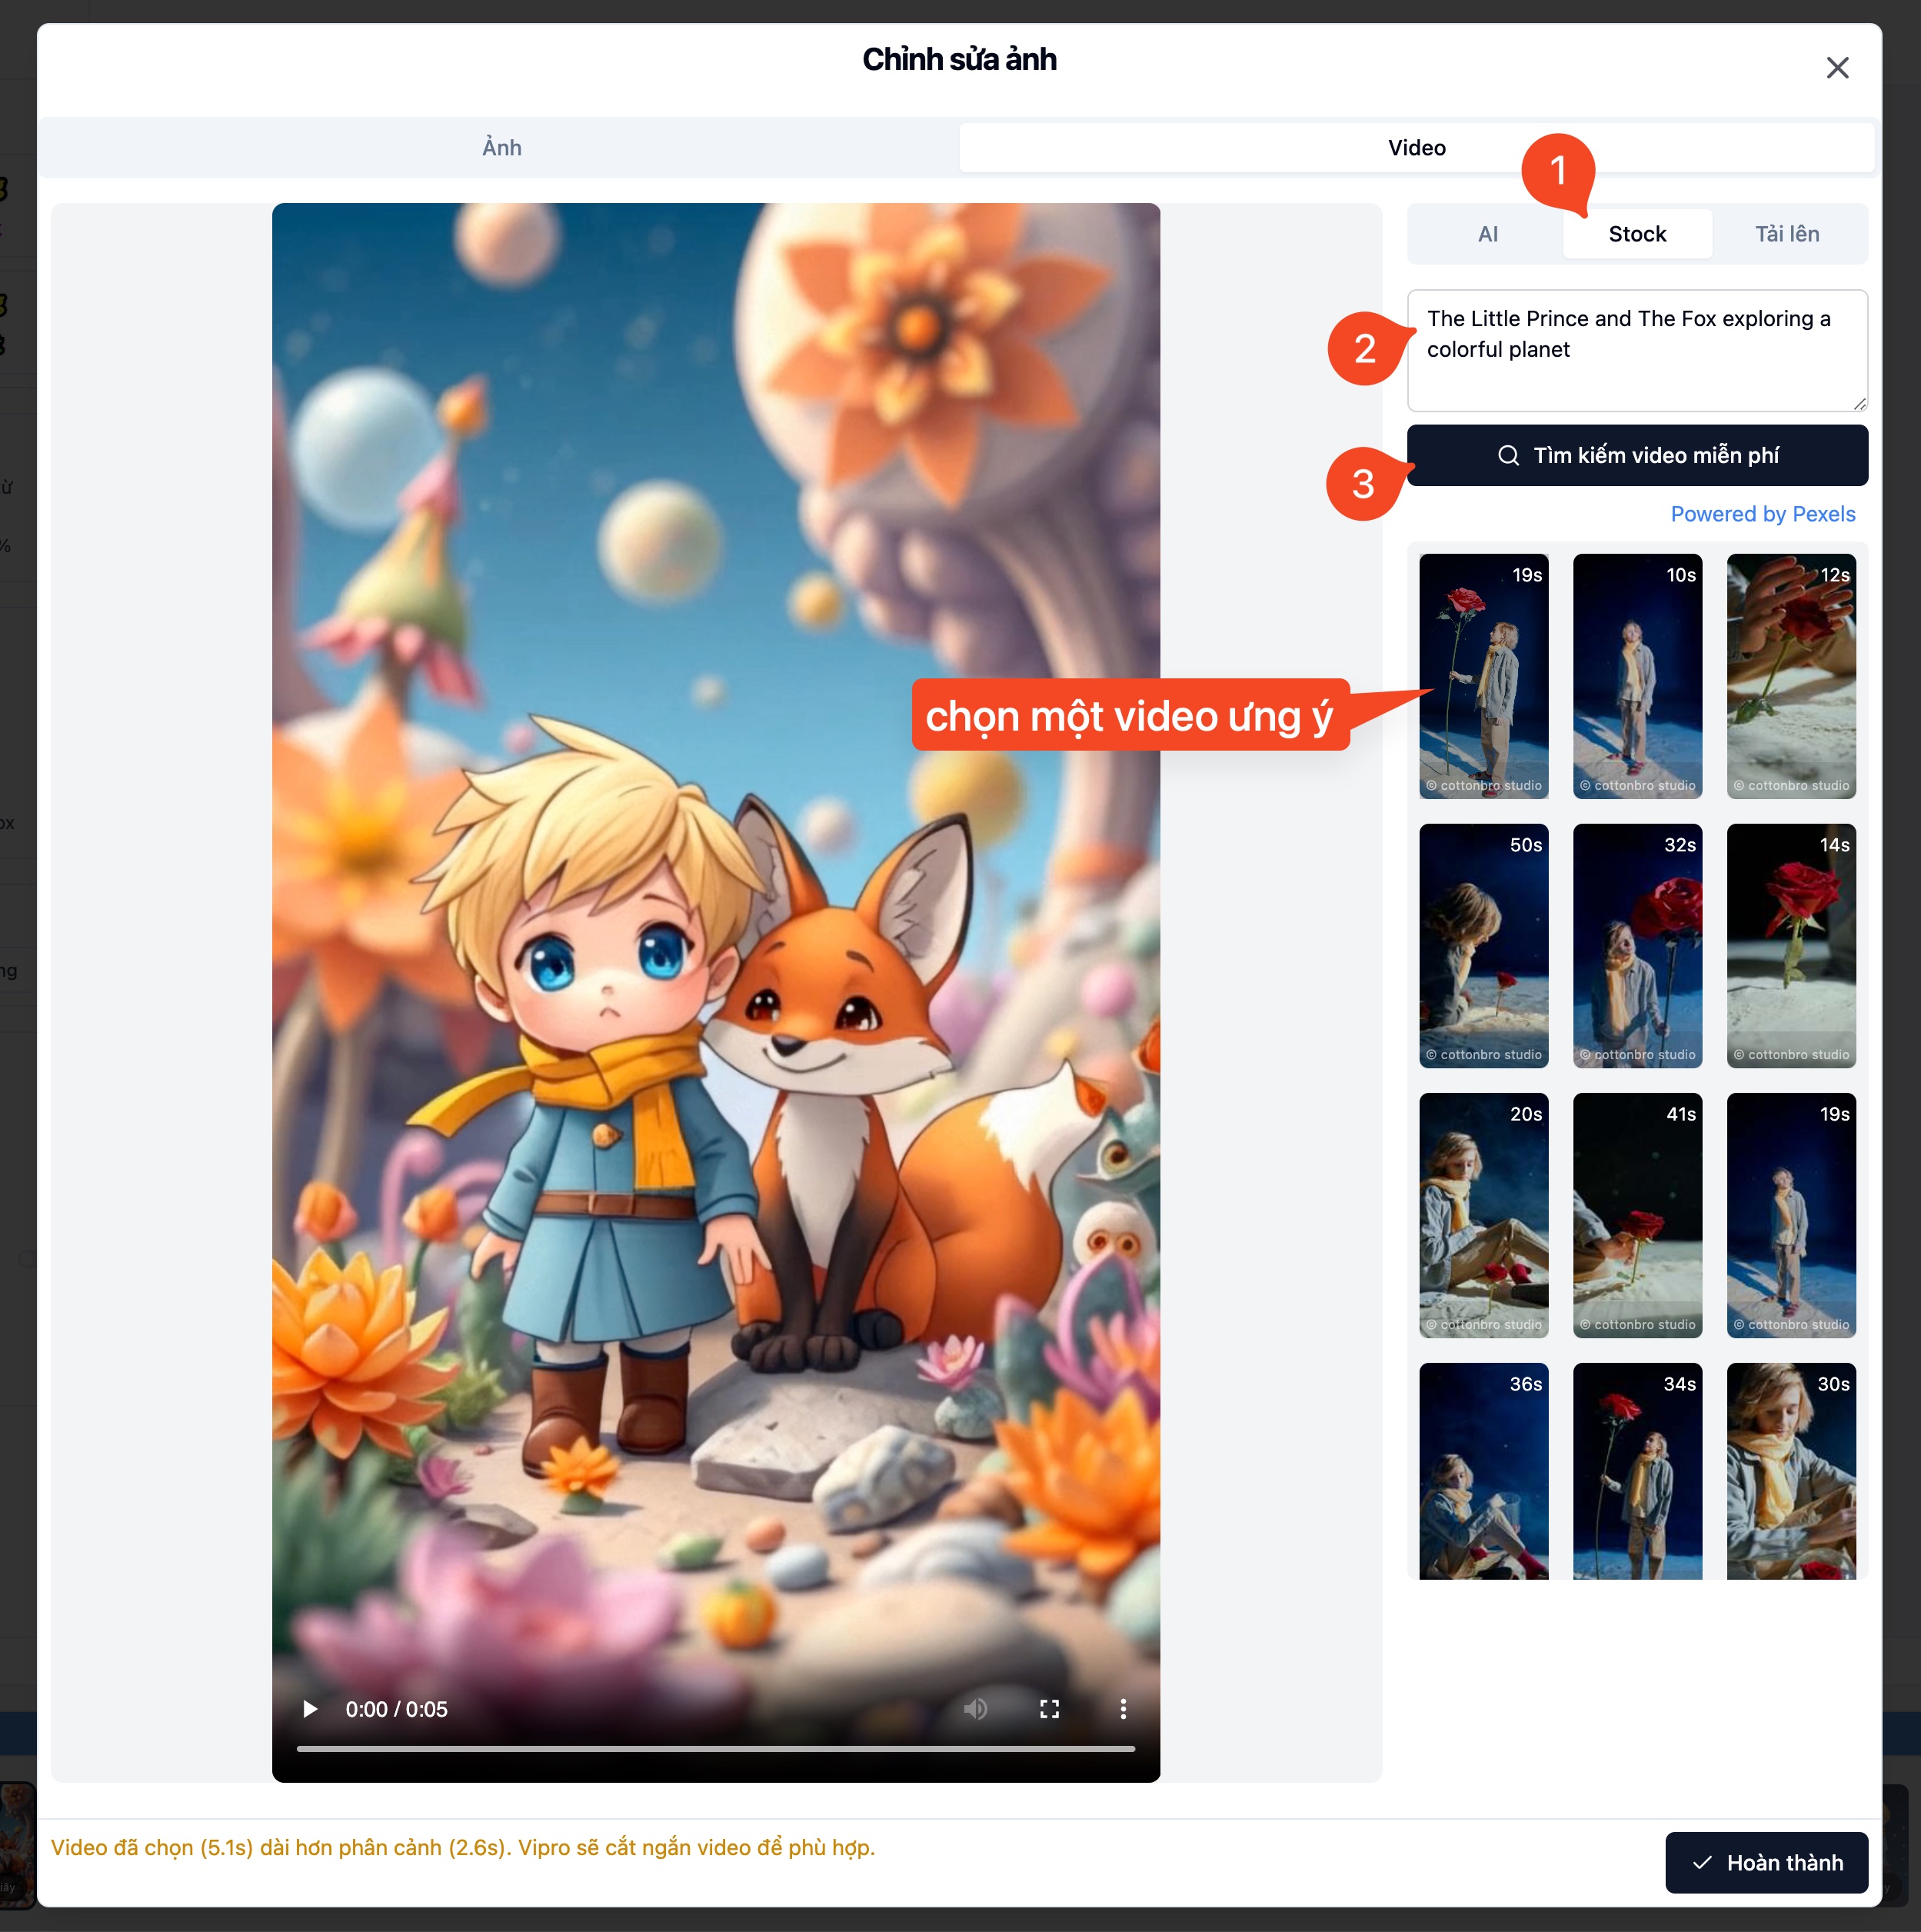 Chỉnh sửa ảnh
Ảnh
Video
1
AI
Stock
Tải lên
2
The Little Prince and The Fox exploring a
colorful planet
3
Tìm kiếm video miễn phí
Powered by Pexels
19s
10s
12s
chọn một video ưng ý
© cottonbro studio
© cottonbro studio
© cottonbro studio
50s
32s
14s
© cottonbro studio
© cottonbro studio
© cottonbro studio
20s
41s
19s
© cottonbro studio
© cottonbro studio
© cottonbro studio
36s
34s
30s
0:00 / 0:05
Video đã chọn (5.1s) dài hơn phân cảnh (2.6s). Vipro sẽ cắt ngắn video để phù hợp.
Hoàn thành